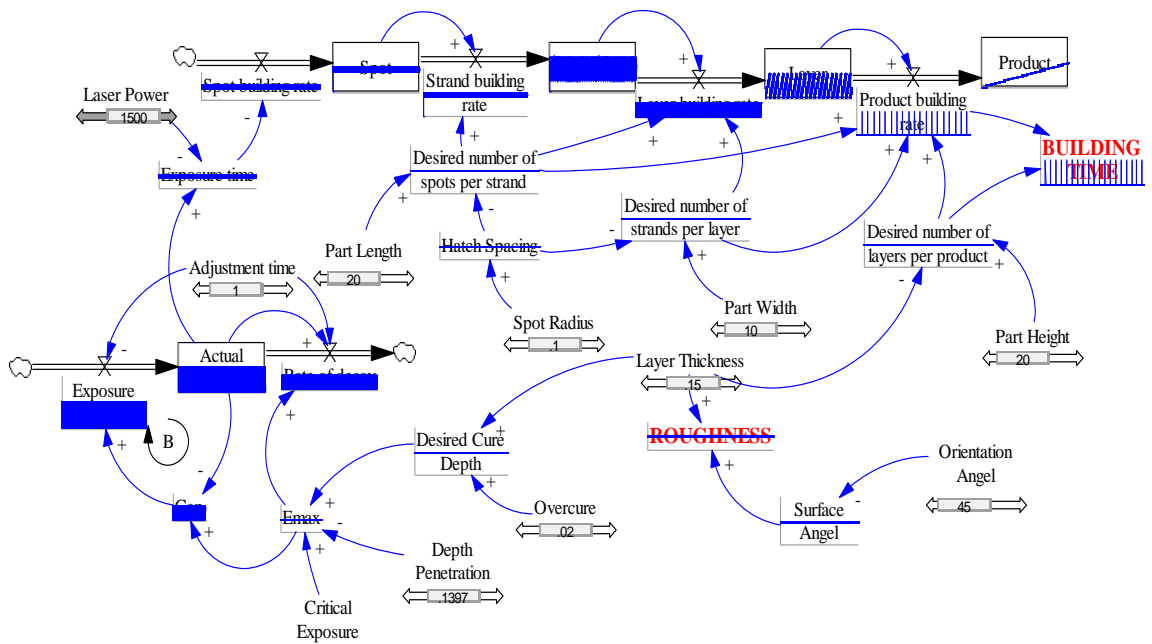 Spot
Product
Spot building rate
Strand building
rate
Layer building rate
Product building
rate
Laser Power
1500
BUILDING
TIME
Exposure time
Desired number of
spots per strand
Desired number of
strands per layer
Desired number of
layers per product
Hatch Spacing
Part Length
20
Adjustment time
1
Spot Radius
.1
Part Width
10
Part Height
20
Actual
Rate of decay
Exposure
B
Layer Thickness
.15
ROUGHNESS
Desired Cure
Depth
Orientation
Angel
45
Surface
Angel
Overcure
.02
Emax
Depth
Penetration
.1397
Critical
Exposure